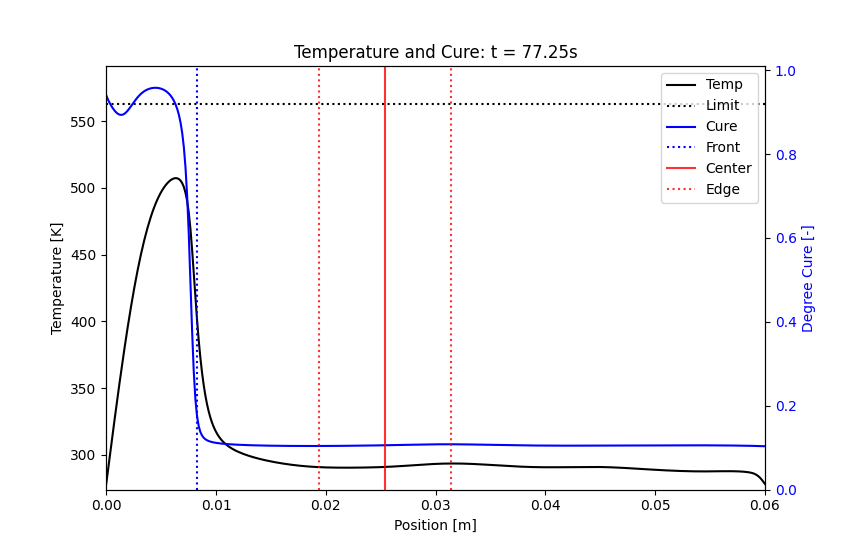 Temperature and Cure: t = 77.25s
Temp
Limit
Cure
Front
Center
Edge
Temperature [K]
550
500
450
400
350
300
Degree Cure [-]
1.0
0.8
0.6
0.4
0.2
0.0
0.00 0.01 0.02 0.03 0.04 0.05 0.06
Position [m]